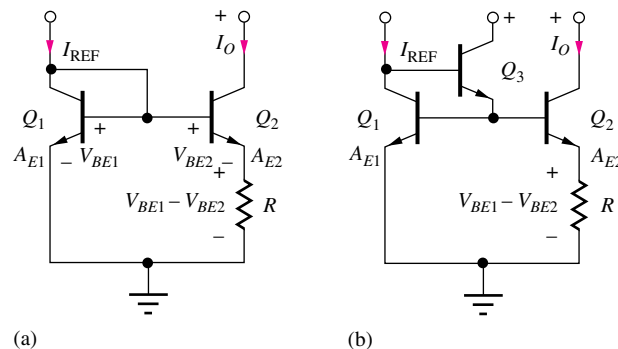 +
I_REF
I_O
Q_1
+
+
Q_2
A_E1
−
V_BE1
V_BE2
−
A_E2
+
V_BE1 − V_BE2
R
−
(a)
+
+
I_REF
I_O
Q_3
Q_1
Q_2
A_E1
A_E2
+
V_BE1 − V_BE2
R
−
(b)